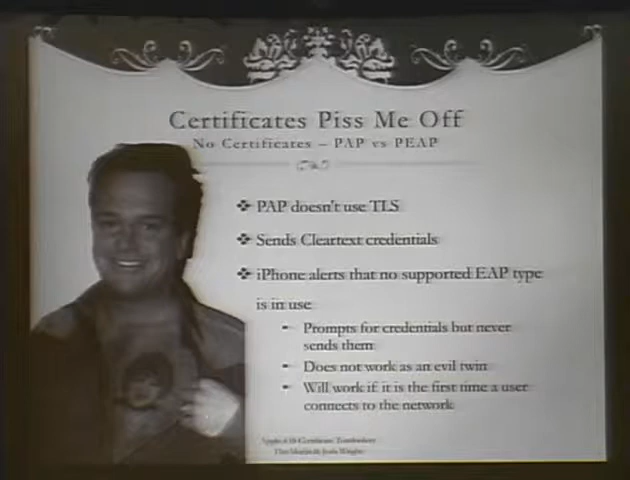 Certificates Piss Me Off
No Certificates – PAP vs PEAP
PAP doesn't use TLS
Sends Cleartext credentials
iPhone alerts that no supported EAP type
is in use
- Prompts for credentials but never
sends them
- Does not work as an evil twin
- Will work if it is the first time a user
connects to the network